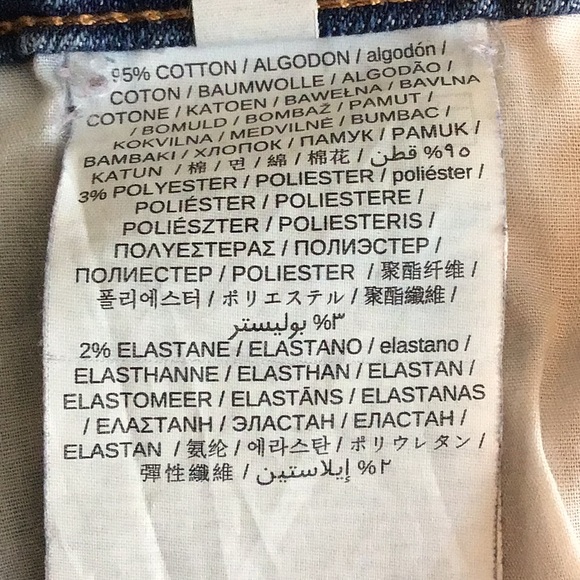 95% COTTON / ALGODON / algodón /
COTON / BAUMWOLLE / ALGODÃO /
COTONE / KATOEN / BAWEŁNA / BAVLNA
/ BOMULD / BOMBAŽ / PAMUT /
KOKVILNA / MEDVILNĖ / BUMBAC /
BAMBAKI / ХЛОПОК / ПАМУК / PAMUK /
KATUN / 棉 / 면 / 綿 / 棉花 / ٩٥% قطن
3% POLYESTER / POLIESTER / poliéster /
POLIÉSTER / POLIESTERE /
POLIÉSZTER / POLIESTERIS /
ΠΟΛΥΕΣΤΕΡΑΣ / ПОЛИЭСТЕР /
ПОЛИЕСТЕР / POLIESTER / 聚酯纤维 /
폴리에스터 / ポリエステル / 聚酯纖維 /
٣% بوليستر
2% ELASTANE / ELASTANO / elastano /
ELASTHANNE / ELASTHAN / ELASTAN /
ELASTOMEER / ELASTĀNS / ELASTANAS
/ ΕΛΑΣΤΑΝΗ / ЭЛАСТАН / ЕЛАСТАН /
ELASTAN / 氨纶 / 에라스탄 / ポリウレタン /
彈性纖維 / ٢% إيلاستين